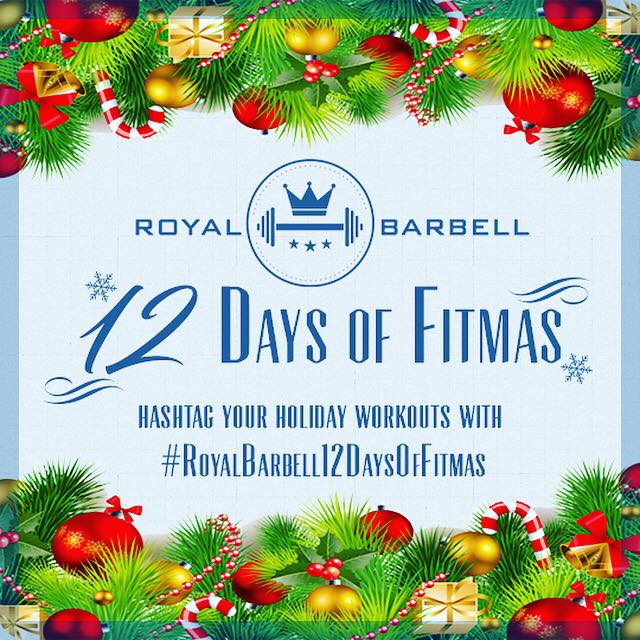 ROYAL BARBELL
12 DAYS OF FITMAS
HASHTAG YOUR HOLIDAY WORKOUTS WITH
#ROYALBARBELL12DAYSOFFITMAS